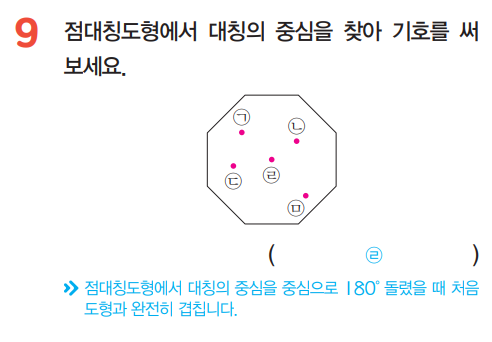 9 점대칭도형에서 대칭의 중심을 찾아 기호를 써
보세요.
㉠
㉡
㉢
㉣
㉤
( ㉣ )
점대칭도형에서 대칭의 중심을 중심으로 180° 돌렸을 때 처음
도형과 완전히 겹칩니다.